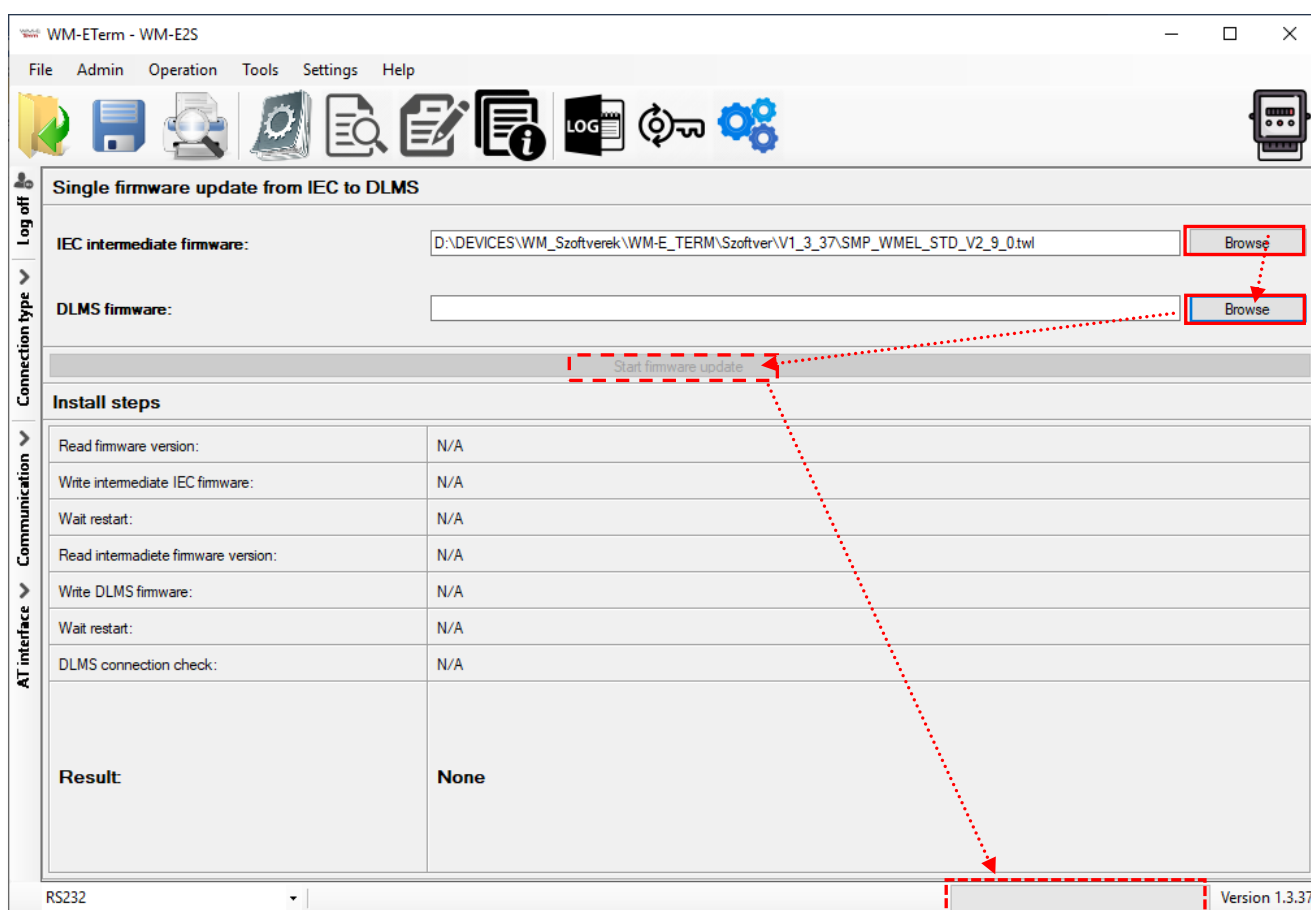 WM-ETerm - WM-E2S
File Admin Operation Tools Settings Help
LOG
Log off
Connection type
Communication
AT interface
Single firmware update from IEC to DLMS
IEC intermediate firmware: D:\DEVICES\WM_Szoftverek\WM-E_TERM\Szoftver\V1_3_37\SMP_WMEL_STD_V2_9_0.twl Browse
DLMS firmware: Browse
Start firmware update
Install steps
Read firmware version: N/A
Write intermediate IEC firmware: N/A
Wait restart: N/A
Read intermadiete firmware version: N/A
Write DLMS firmware: N/A
Wait restart: N/A
DLMS connection check: N/A
Result: None
RS232 Version 1.3.37